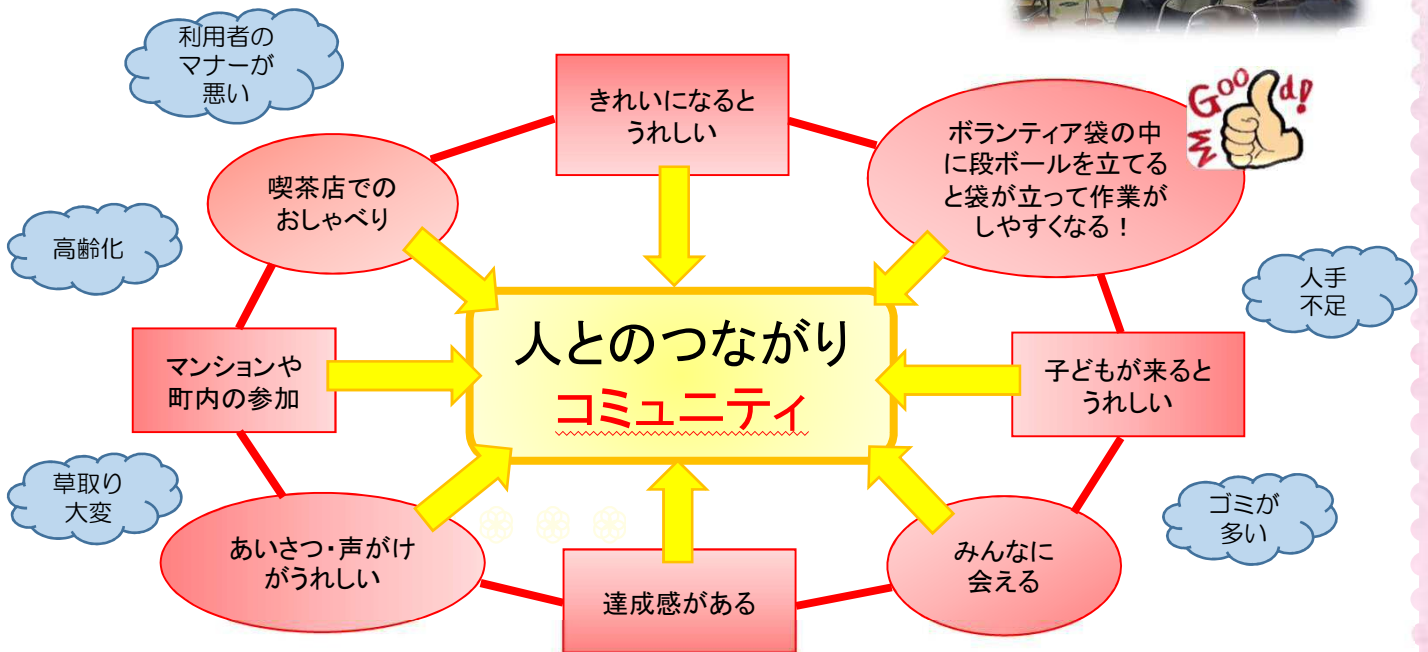 利用者の
マナーが
悪い
きれいになると
うれしい
Good!
ボランティア袋の中
に段ボールを立てる
と袋が立って作業が
しやすくなる！
喫茶店での
おしゃべり
高齢化
人手
不足
人とのつながり
コミュニティ
マンションや
町内の参加
子どもが来ると
うれしい
草取り
大変
ゴミが
多い
あいさつ・声がけ
がうれしい
みんなに
会える
達成感がある